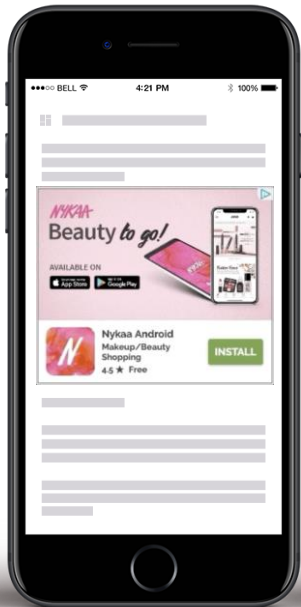 BELL 4:21 PM 100%
NYKAA
Beauty to go!
AVAILABLE ON
App Store Google Play
N
Nykaa Android
Makeup/Beauty
Shopping
4.5 ★ Free
INSTALL